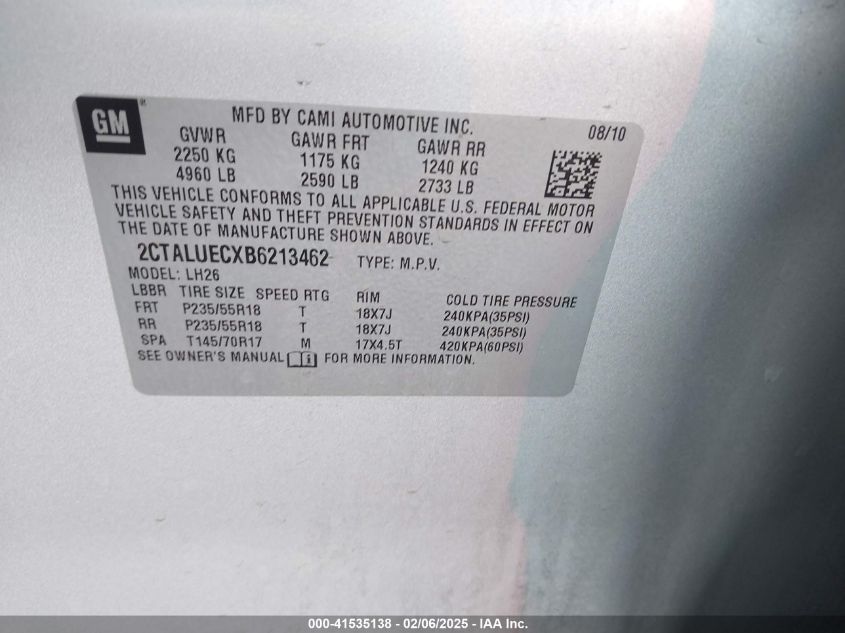 GM
MFD BY CAMI AUTOMOTIVE INC. 08/10
GVWR GAWR FRT GAWR RR
2250 KG 1175 KG 1240 KG
4960 LB 2590 LB 2733 LB
THIS VEHICLE CONFORMS TO ALL APPLICABLE U.S. FEDERAL MOTOR
VEHICLE SAFETY AND THEFT PREVENTION STANDARDS IN EFFECT ON
THE DATE OF MANUFACTURE SHOWN ABOVE.
2CTALUECXB6213462 TYPE: M.P.V.
MODEL: LH26
LBBR TIRE SIZE SPEED RTG RIM COLD TIRE PRESSURE
FRT P235/55R18 T 18X7J 240KPA(35PSI)
RR P235/55R18 T 18X7J 240KPA(35PSI)
SPA T145/70R17 M 17X4.5T 420KPA(60PSI)
SEE OWNER'S MANUAL FOR MORE INFORMATION.
000-41535138 - 02/06/2025 - IAA Inc.